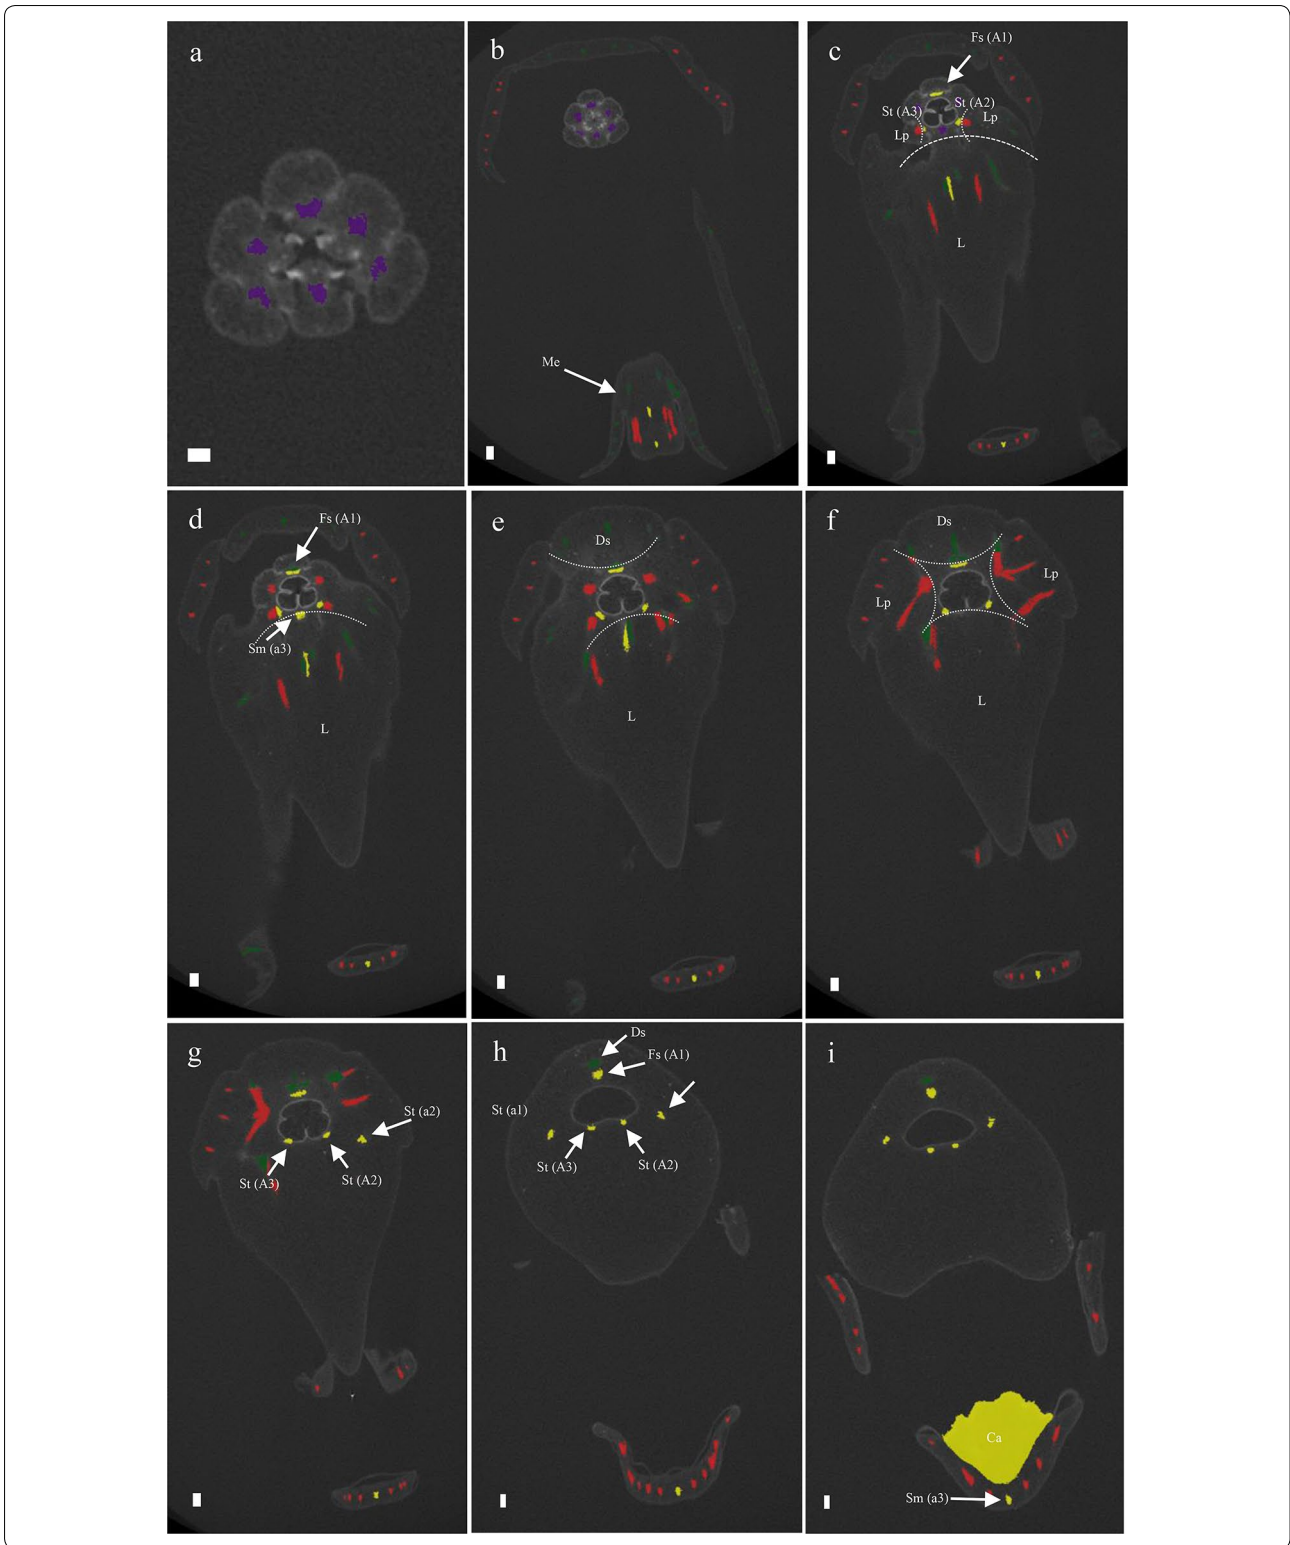 a
b
Me
c
Fs (A1)
St (A3)
St (A2)
Lp
Lp
L
d
Fs (A1)
Sm (a3)
L
e
Ds
L
f
Ds
Lp
Lp
L
g
St (a2)
St (A3)
St (A2)
h
Ds
Fs (A1)
St (a1)
St (A3)
St (A2)
i
Ca
Sm (a3)